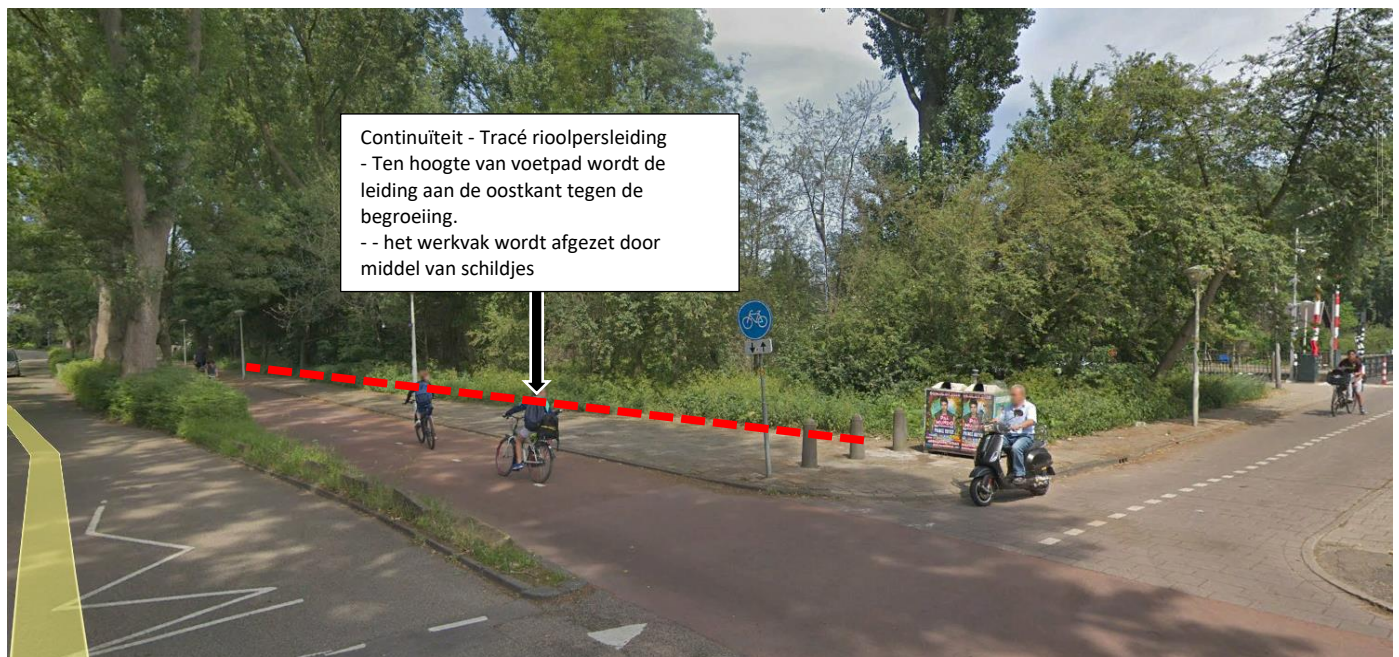 Continuïteit - Tracé rioolpersleiding
- Ten hoogte van voetpad wordt de
leiding aan de oostkant tegen de
begroeiing.
- - het werkvak wordt afgezet door
middel van schildjes